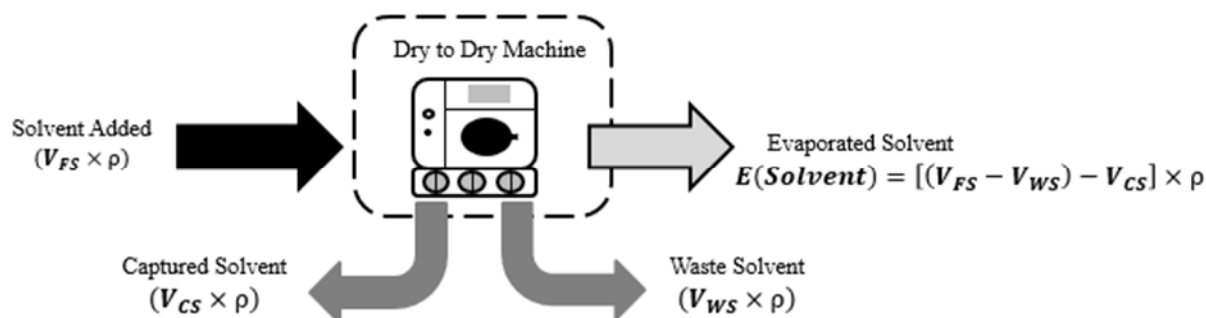 Dry to Dry Machine
Solvent Added
(V_FS × ρ)
Evaporated Solvent
E(Solvent) = [(V_FS − V_WS) − V_CS] × ρ
Captured Solvent
(V_CS × ρ)
Waste Solvent
(V_WS × ρ)